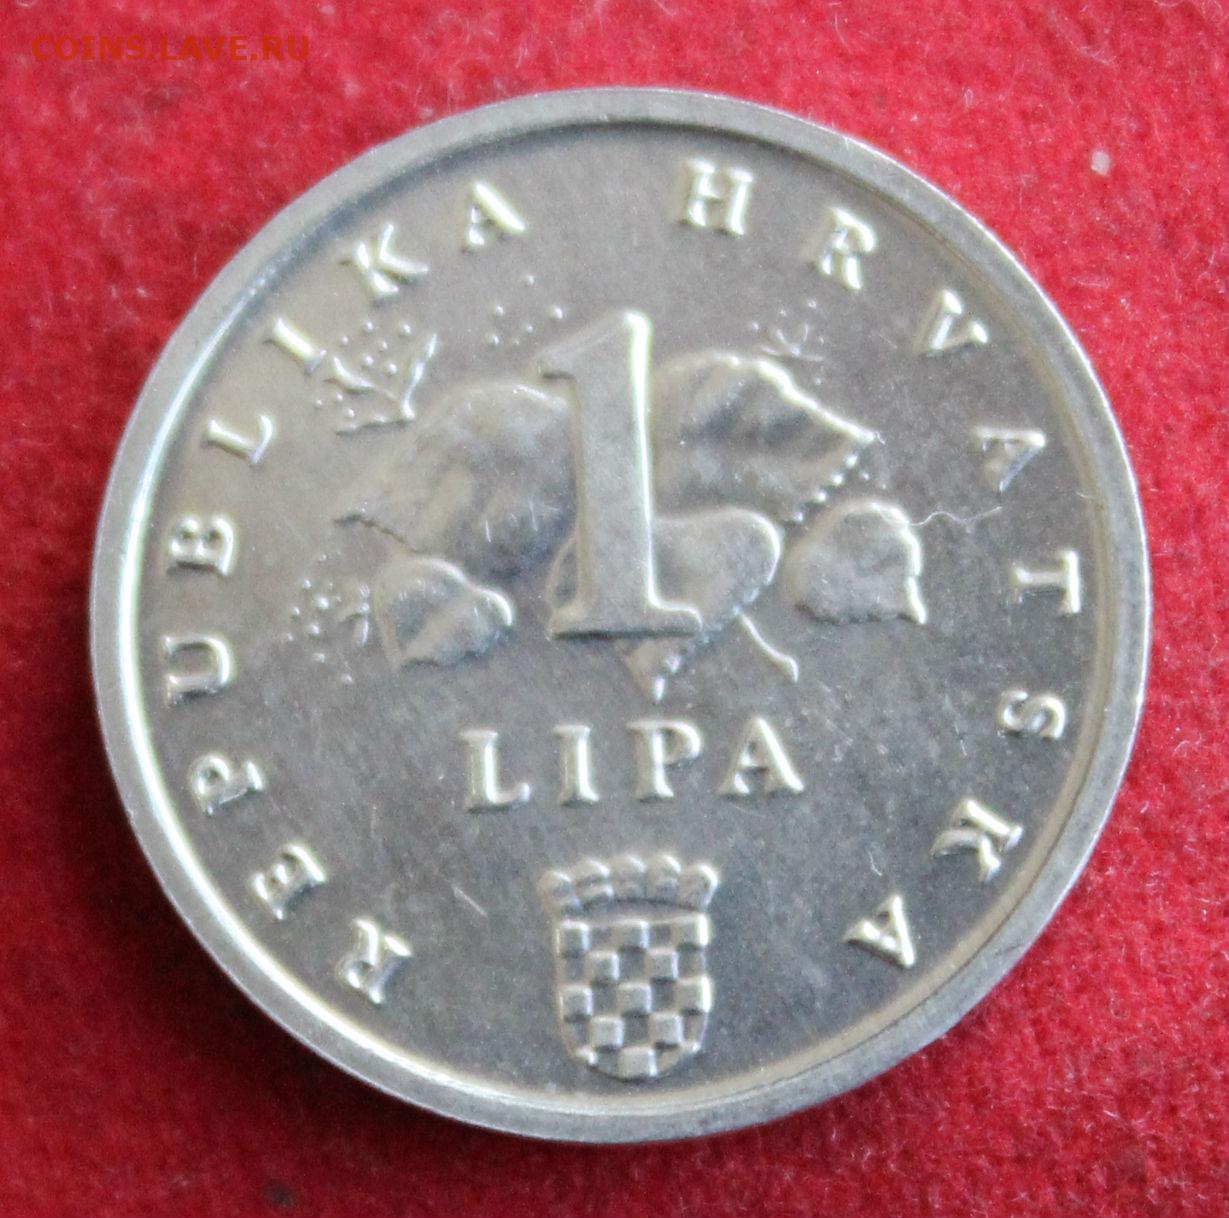 COINS.LAVE.RU
REPUBLIKA HRVATSKA
1
LIPA